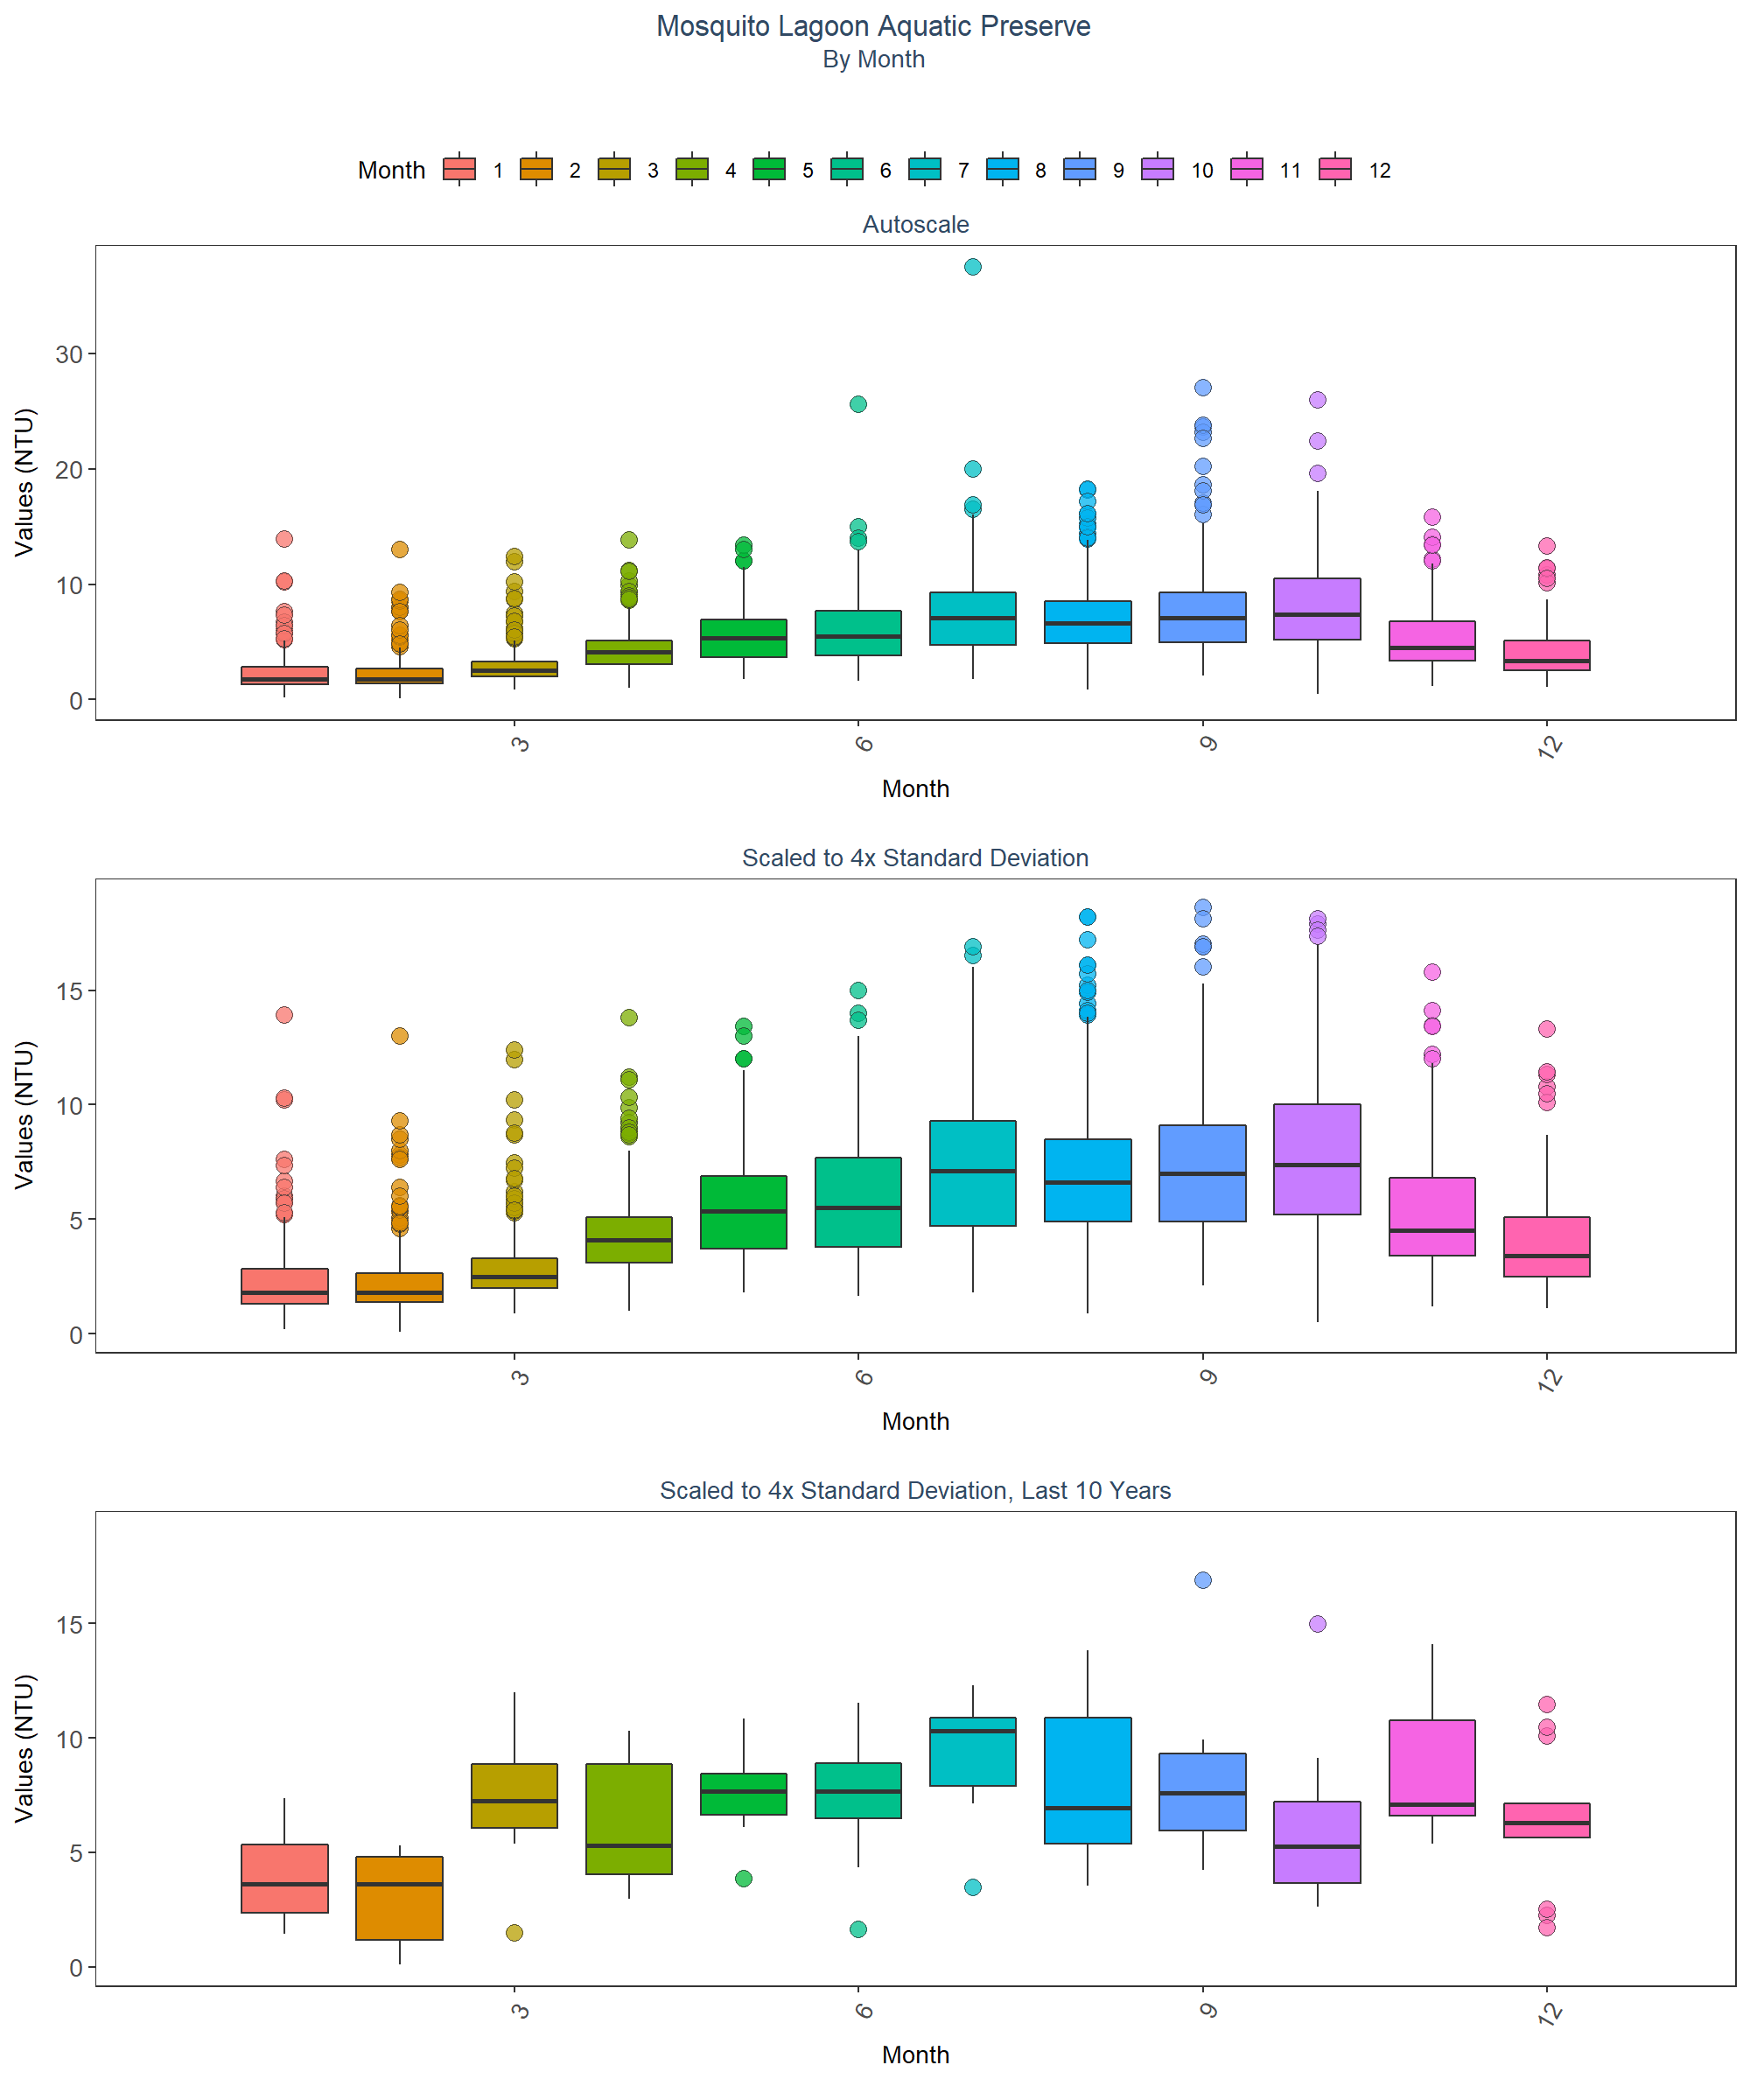 Mosquito Lagoon Aquatic Preserve
By Month
Month 1 2 3 4 5 6 7 8 9 10 11 12
Autoscale
Values (NTU)
30
20
10
0
3 6 9 12
Month
Scaled to 4x Standard Deviation
Values (NTU)
15
10
5
0
3 6 9 12
Month
Scaled to 4x Standard Deviation, Last 10 Years
Values (NTU)
15
10
5
0
3 6 9 12
Month